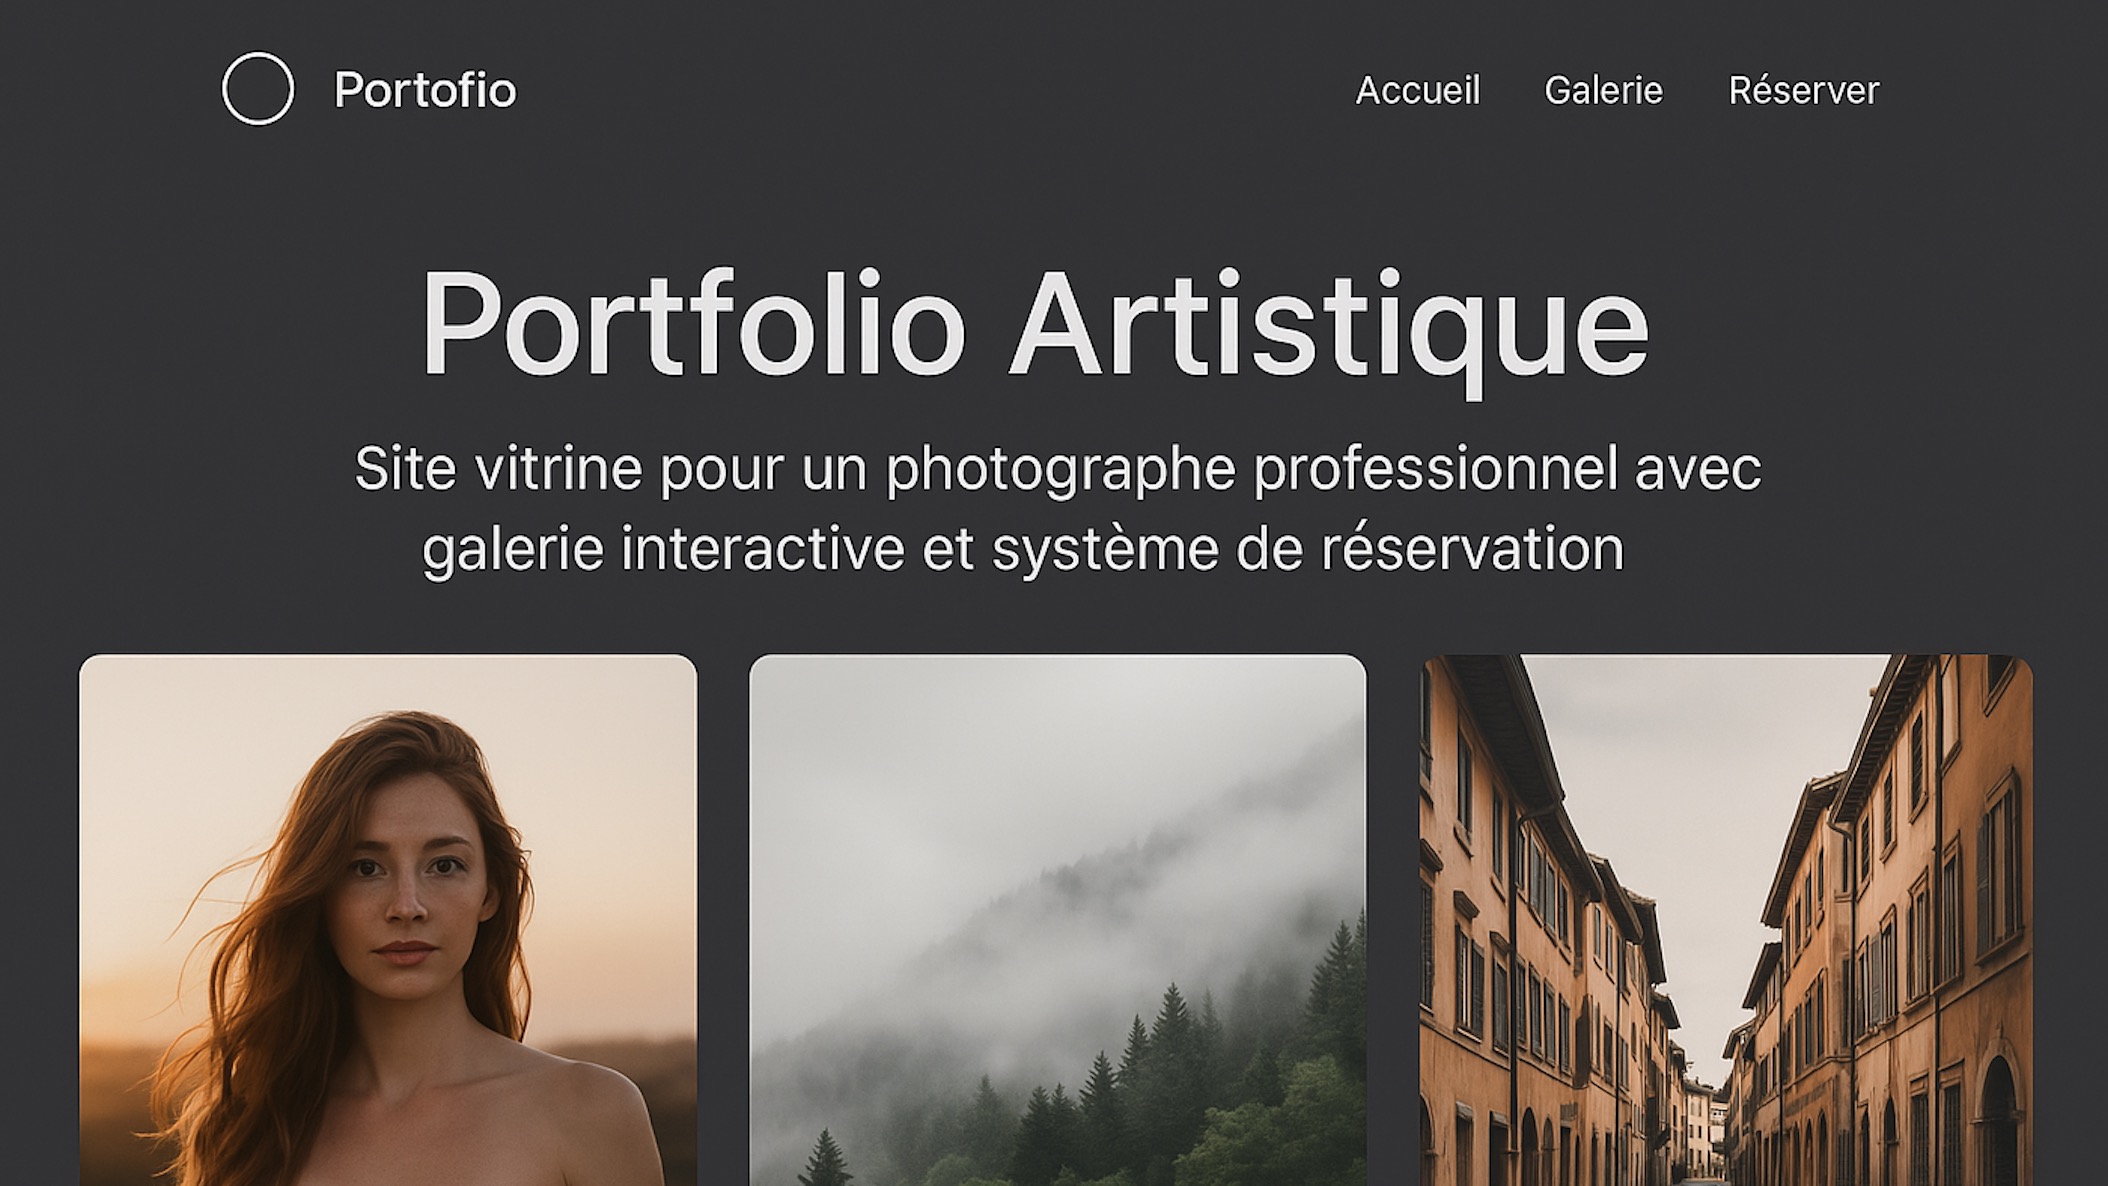 Portofio
Accueil Galerie Réserver
Portfolio Artistique
Site vitrine pour un photographe professionnel avec
galerie interactive et système de réservation